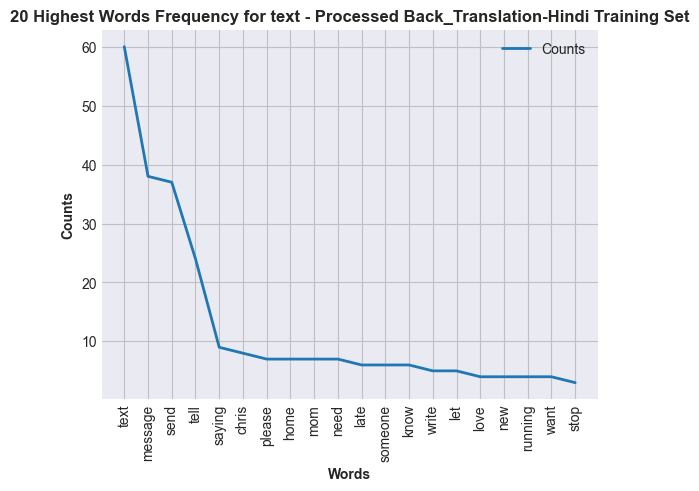 20 Highest Words Frequency for text - Processed Back_Translation-Hindi Training Set
Counts
60
50
40
30
20
10
Counts
text
message
send
tell
saying
chris
please
home
mom
need
late
someone
know
write
let
love
new
running
want
stop
Words